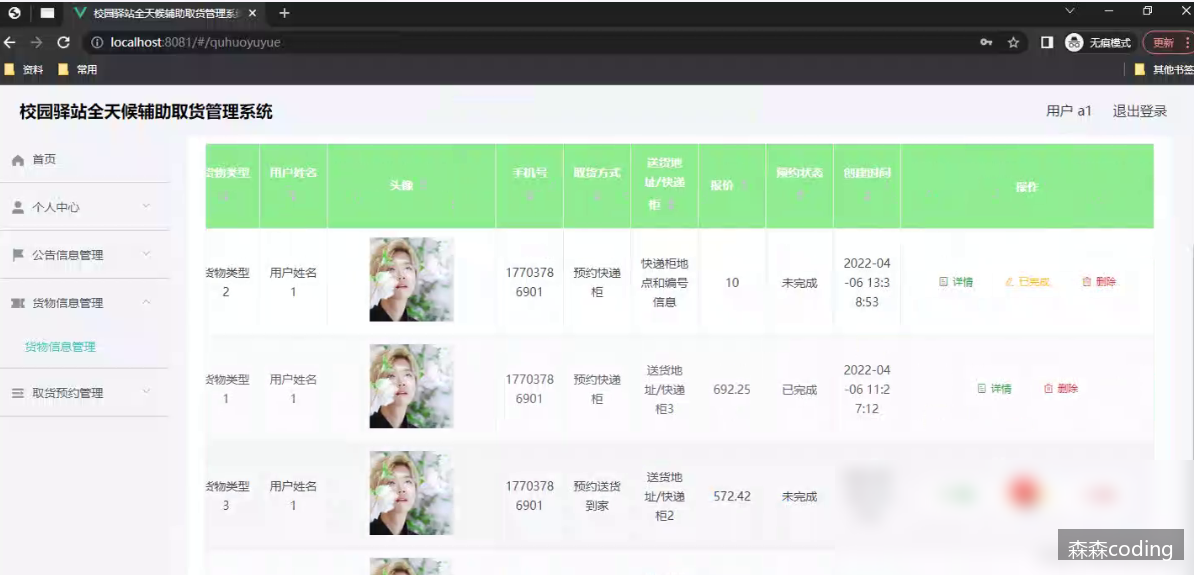 校园驿站全天候辅助取货管理系
localhost:8081/#/quhuoyuyue
无痕模式
更新
资料
常用
其他书签
校园驿站全天候辅助取货管理系统
用户 a1
退出登录
首页
个人中心
公告信息管理
货物信息管理
货物信息管理
取货预约管理
货物类型
用户姓名
头像
手机号
取货方式
送货地
址/快递
柜
报价
预约状态
创建时间
操作
货物类型
2
用户姓名
1
1770378
6901
预约快递
柜
快递柜地
点和编号
信息
10
未完成
2022-04
-06 13:3
8:53
详情
已完成
删除
货物类型
1
用户姓名
1
1770378
6901
预约快递
柜
送货地
址/快递
柜3
692.25
已完成
2022-04
-06 11:2
7:12
详情
删除
货物类型
3
用户姓名
1
1770378
6901
预约送货
到家
送货地
址/快递
柜2
572.42
未完成
森森coding